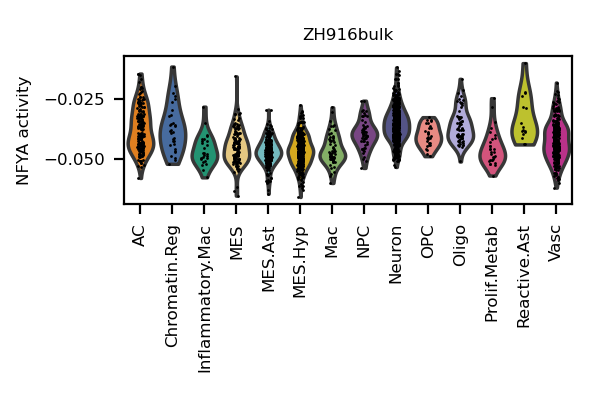 ZH916bulk
NFYA activity
−0.025
−0.050
AC
Chromatin.Reg
Inflammatory.Mac
MES
MES.Ast
MES.Hyp
Mac
NPC
Neuron
OPC
Oligo
Prolif.Metab
Reactive.Ast
Vasc